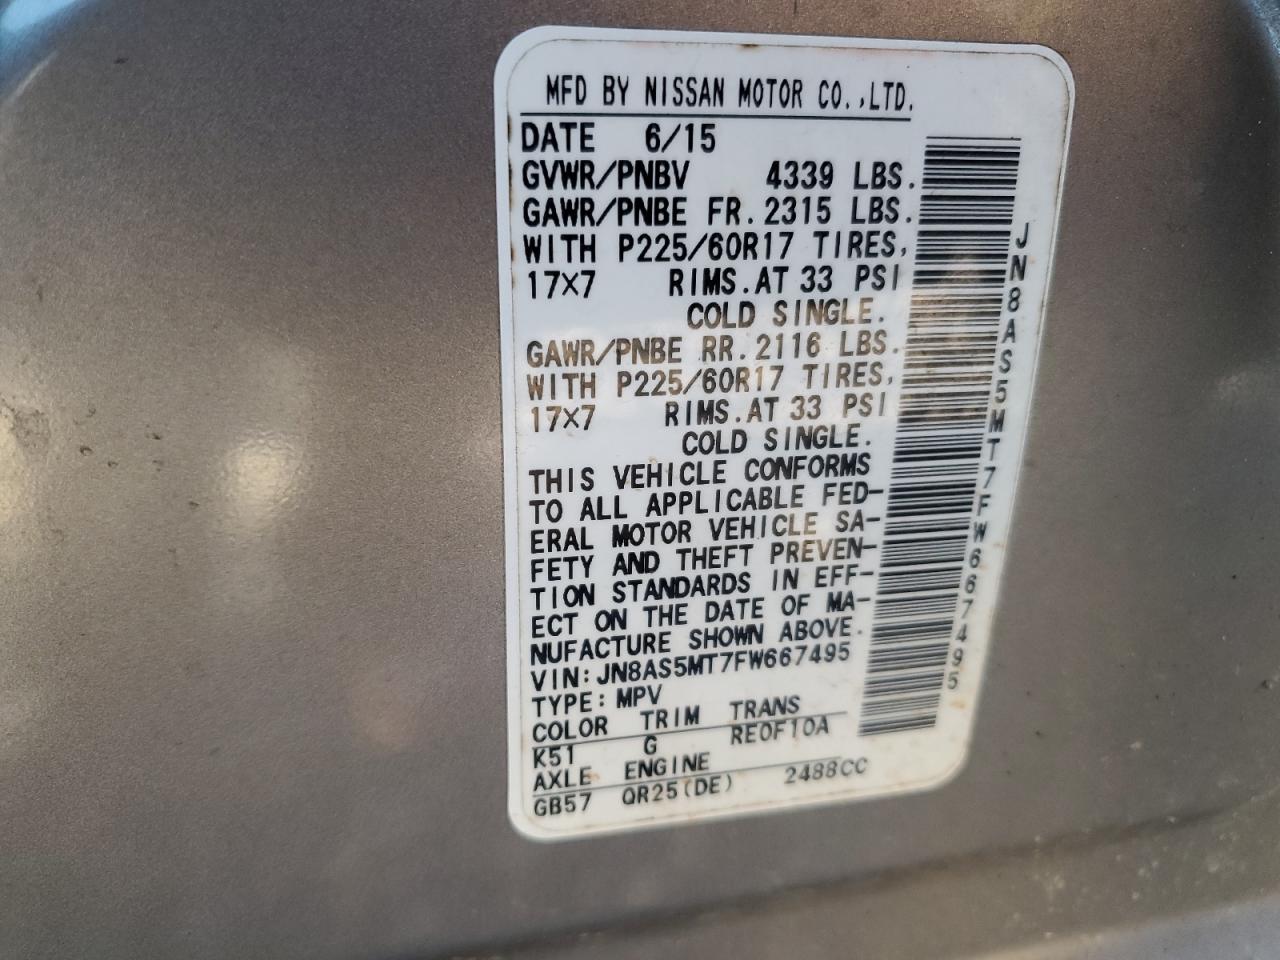 MFD BY NISSAN MOTOR CO.,LTD.
DATE 6/15
GVWR/PNBV 4339 LBS.
GAWR/PNBE FR. 2315 LBS.
WITH P225/60R17 TIRES,
17×7 RIMS. AT 33 PSI
COLD SINGLE.
GAWR/PNBE RR. 2116 LBS.
WITH P225/60R17 TIRES,
17×7 RIMS. AT 33 PSI
COLD SINGLE.
THIS VEHICLE CONFORMS
TO ALL APPLICABLE FED-
ERAL MOTOR VEHICLE SA-
FETY AND THEFT PREVEN-
TION STANDARDS IN EFF-
ECT ON THE DATE OF MA-
NUFACTURE SHOWN ABOVE.
VIN: JN8AS5MT7FW667495
TYPE: MPV
COLOR TRIM TRANS
K51 G RE0F10A
AXLE ENGINE
GB57 QR25(DE) 2488CC
JN8AS5MT7FW667495